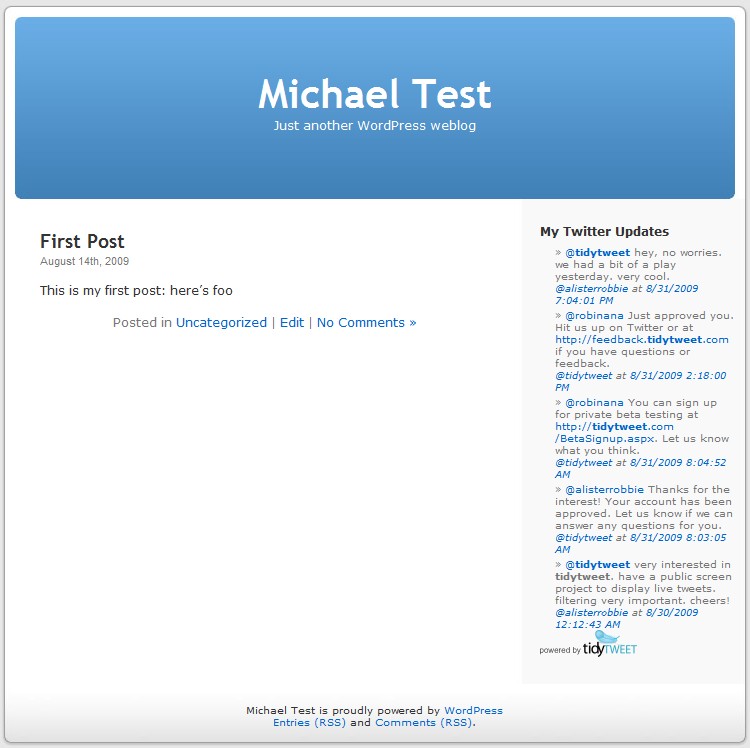 Michael Test
Just another WordPress weblog
First Post
August 14th, 2009
This is my first post: here´s foo
Posted in Uncategorized | Edit | No Comments »
My Twitter Updates
» @tidytweet hey, no worries.
we had a bit of a play
yesterday. very cool.
@alisterrobbie at 8/31/2009
7:04:01 PM
» @robinana Just approved you.
Hit us up on Twitter or at
http://feedback.tidytweet.com
if you have questions or
feedback.
@tidytweet at 8/31/2009 2:18:00
PM
» @robinana You can sign up
for private beta testing at
http://tidytweet.com
/BetaSignup.aspx. Let us know
what you think.
@tidytweet at 8/31/2009 8:04:52
AM
» @alisterrobbie Thanks for the
interest! Your account has been
approved. Let us know if we can
answer any questions for you.
@tidytweet at 8/31/2009 8:03:05
AM
» @tidytweet very interested in
tidytweet. have a public screen
project to display live tweets.
filtering very important. cheers!
@alisterrobbie at 8/30/2009
12:12:43 AM
powered by tidyTWEET
Michael Test is proudly powered by WordPress
Entries (RSS) and Comments (RSS).